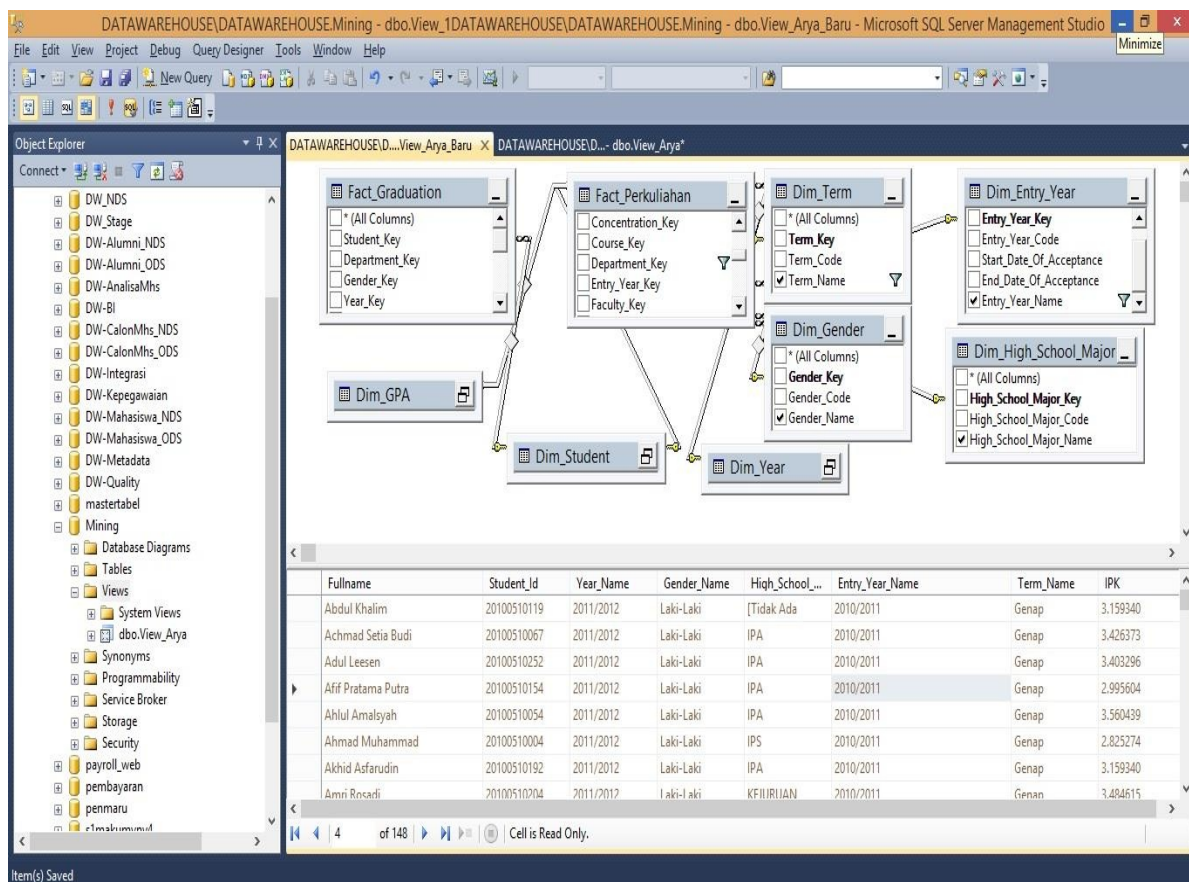 DATAWAREHOUSE\DATAWAREHOUSE.Mining - dbo.View_1DATAWAREHOUSE\DATAWAREHOUSE.Mining - dbo.View_Arya_Baru - Microsoft SQL Server Management Studio
Minimize
File Edit View Project Debug Query Designer Tools Window Help
New Query
Object Explorer
Connect
DW_NDS
DW_Stage
DW-Alumni_NDS
DW-Alumni_ODS
DW-AnalisaMhs
DW-BI
DW-CalonMhs_NDS
DW-CalonMhs_ODS
DW-Integrasi
DW-Kepegawaian
DW-Mahasiswa_NDS
DW-Mahasiswa_ODS
DW-Metadata
DW-Quality
mastertabel
Mining
Database Diagrams
Tables
Views
System Views
dbo.View_Arya
Synonyms
Programmability
Service Broker
Storage
Security
payroll_web
pembayaran
penmaru
DATAWAREHOUSE\D....View_Arya_Baru X DATAWAREHOUSE\D...- dbo.View_Arya*
Fact_Graduation
* (All Columns)
Student_Key
Department_Key
Gender_Key
Year_Key
Fact_Perkuliahan
Concentration_Key
Course_Key
Department_Key
Entry_Year_Key
Faculty_Key
Dim_Term
* (All Columns)
Term_Key
Term_Code
Term_Name
Dim_Entry_Year
Entry_Year_Key
Entry_Year_Code
Start_Date_Of_Acceptance
End_Date_Of_Acceptance
Entry_Year_Name
Dim_Gender
* (All Columns)
Gender_Key
Gender_Code
Gender_Name
Dim_High_School_Major
* (All Columns)
High_School_Major_Key
High_School_Major_Code
High_School_Major_Name
Dim_GPA
Dim_Student
Dim_Year
Fullname Student_Id Year_Name Gender_Name High_School_... Entry_Year_Name Term_Name IPK
Abdul Khalim 20100510119 2011/2012 Laki-Laki [Tidak Ada 2010/2011 Genap 3.159340
Achmad Setia Budi 20100510067 2011/2012 Laki-Laki IPA 2010/2011 Genap 3.426373
Adul Leesen 20100510252 2011/2012 Laki-Laki IPA 2010/2011 Genap 3.403296
Afif Pratama Putra 20100510154 2011/2012 Laki-Laki IPA 2010/2011 Genap 2.995604
Ahlul Amalsyah 20100510054 2011/2012 Laki-Laki IPA 2010/2011 Genap 3.560439
Ahmad Muhammad 20100510004 2011/2012 Laki-Laki IPS 2010/2011 Genap 2.825274
Akhid Asfarudin 20100510192 2011/2012 Laki-Laki IPA 2010/2011 Genap 3.159340
Amri Rosadi 20100510204 2011/2012 Laki-Laki KEJURUAN 2010/2011 Genap 3.484615
4 of 148 Cell is Read Only.
Item(s) Saved